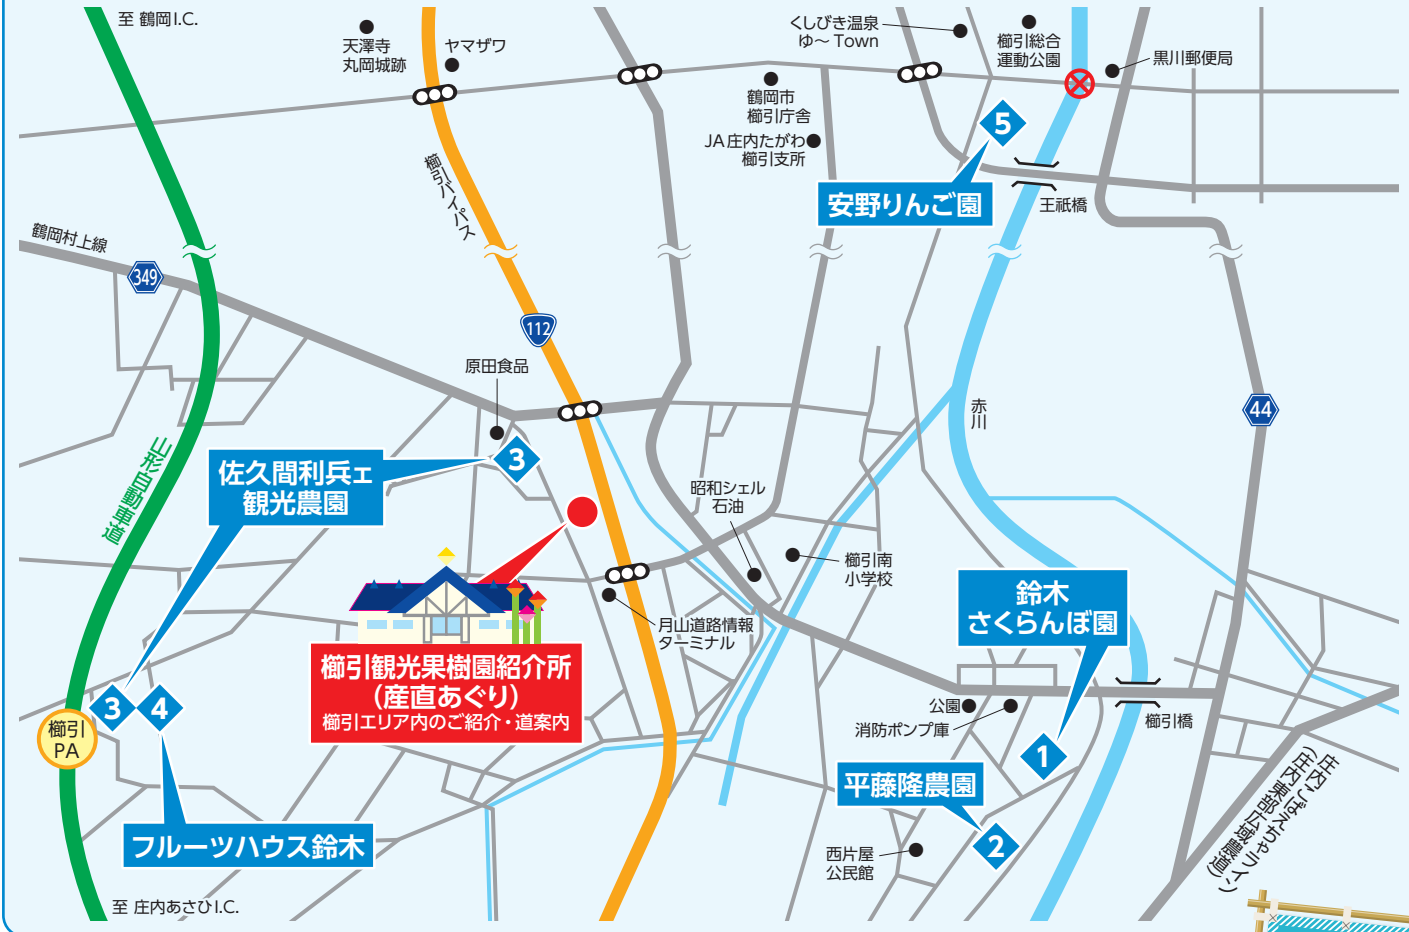 至 鶴岡I.C.
天澤寺
丸岡城跡
ヤマザワ
くしびき温泉
ゆ〜 Town
櫛引総合
運動公園
黒川郵便局
鶴岡市
櫛引庁舎
JA庄内たがわ
櫛引支所
5
安野りんご園
王祇橋
櫛引バイパス
鶴岡村上線
349
112
原田食品
赤川
44
山形自動車道
佐久間利兵エ
観光農園
3
昭和シェル
石油
櫛引南
小学校
鈴木
さくらんぼ園
月山道路情報
ターミナル
櫛引観光果樹園紹介所
(産直あぐり)
櫛引エリア内のご紹介・道案内
3
4
櫛引
PA
公園
消防ポンプ庫
櫛引橋
1
平藤隆農園
2
フルーツハウス鈴木
西片屋
公民館
庄内こばえちゃライン
(庄内東部広域農道)
至 庄内あさひI.C.